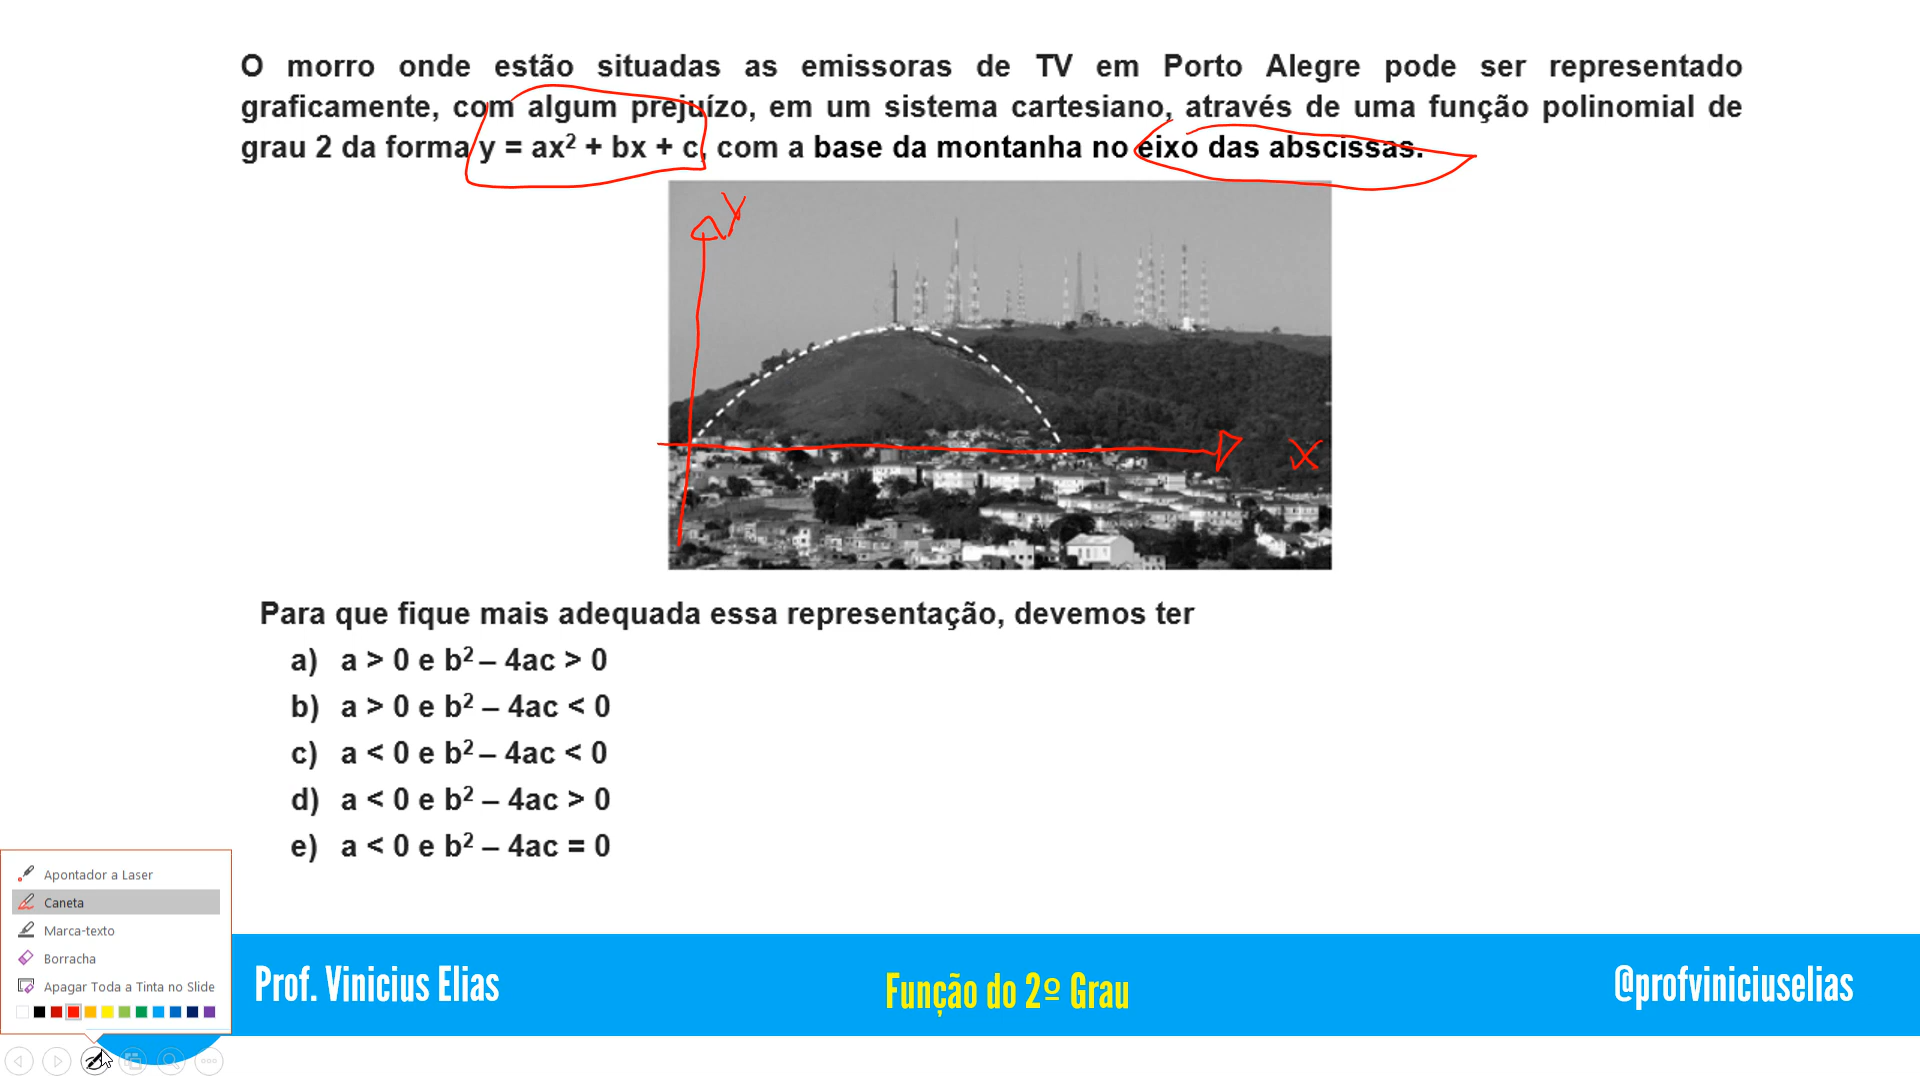 O morro onde estão situadas as emissoras de TV em Porto Alegre pode ser representado
graficamente, com algum prejuízo, em um sistema cartesiano, através de uma função polinomial de
grau 2 da forma y = ax² + bx + c, com a base da montanha no eixo das abscissas.
y
x
Para que fique mais adequada essa representação, devemos ter
a) a > 0 e b² – 4ac > 0
b) a > 0 e b² – 4ac < 0
c) a < 0 e b² – 4ac < 0
d) a < 0 e b² – 4ac > 0
e) a < 0 e b² – 4ac = 0
Apontador a Laser
Caneta
Marca-texto
Borracha
Apagar Toda a Tinta no Slide
Prof. Vinicius Elias
Função do 2º Grau
@profviniciuselias